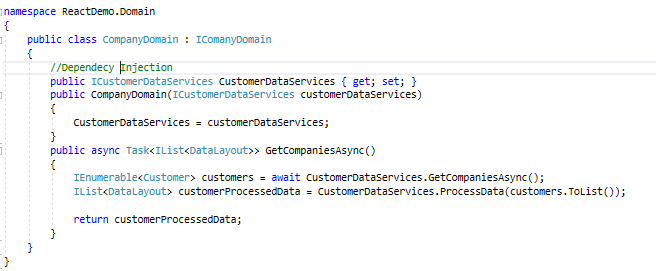 namespace ReactDemo.Domain
{
    public class CompanyDomain : IComanyDomain
    {
        //Dependecy Injection
        public ICustomerDataServices CustomerDataServices { get; set; }
        public CompanyDomain(ICustomerDataServices customerDataServices)
        {
            CustomerDataServices = customerDataServices;
        }
        public async Task<IList<DataLayout>> GetCompaniesAsync()
        {
            IEnumerable<Customer> customers = await CustomerDataServices.GetCompaniesAsync();
            IList<DataLayout> customerProcessedData = CustomerDataServices.ProcessData(customers.ToList());

            return customerProcessedData;
        }
    }
}